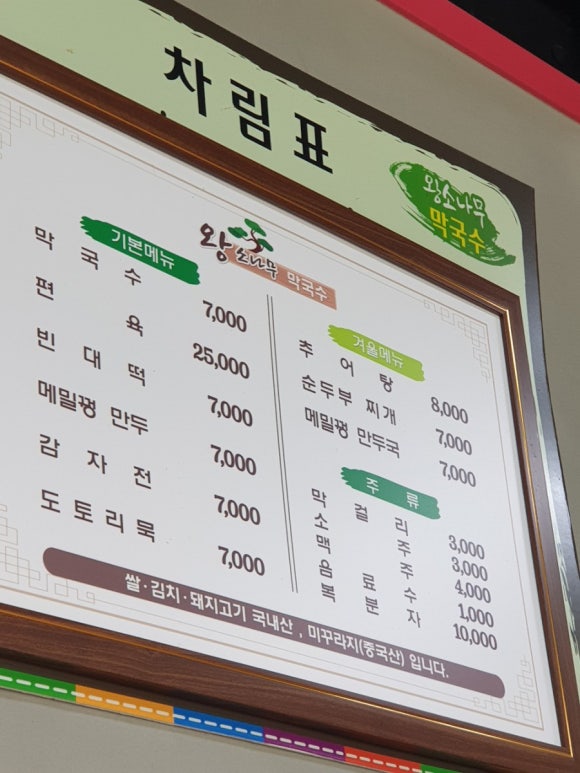 차림표
왕소나무
막국수
왕소나무 막국수
기본메뉴
막국수 7,000
편육 25,000
빈대떡 7,000
메밀꿩 만두 7,000
감자전 7,000
도토리묵 7,000
겨울메뉴
추어탕 8,000
순두부 찌개 7,000
메밀꿩 만두국 7,000
주류
막걸리 3,000
소주 3,000
맥주 4,000
음료수 1,000
복분자 10,000
쌀·김치·돼지고기 국내산, 미꾸라지(중국산) 입니다.